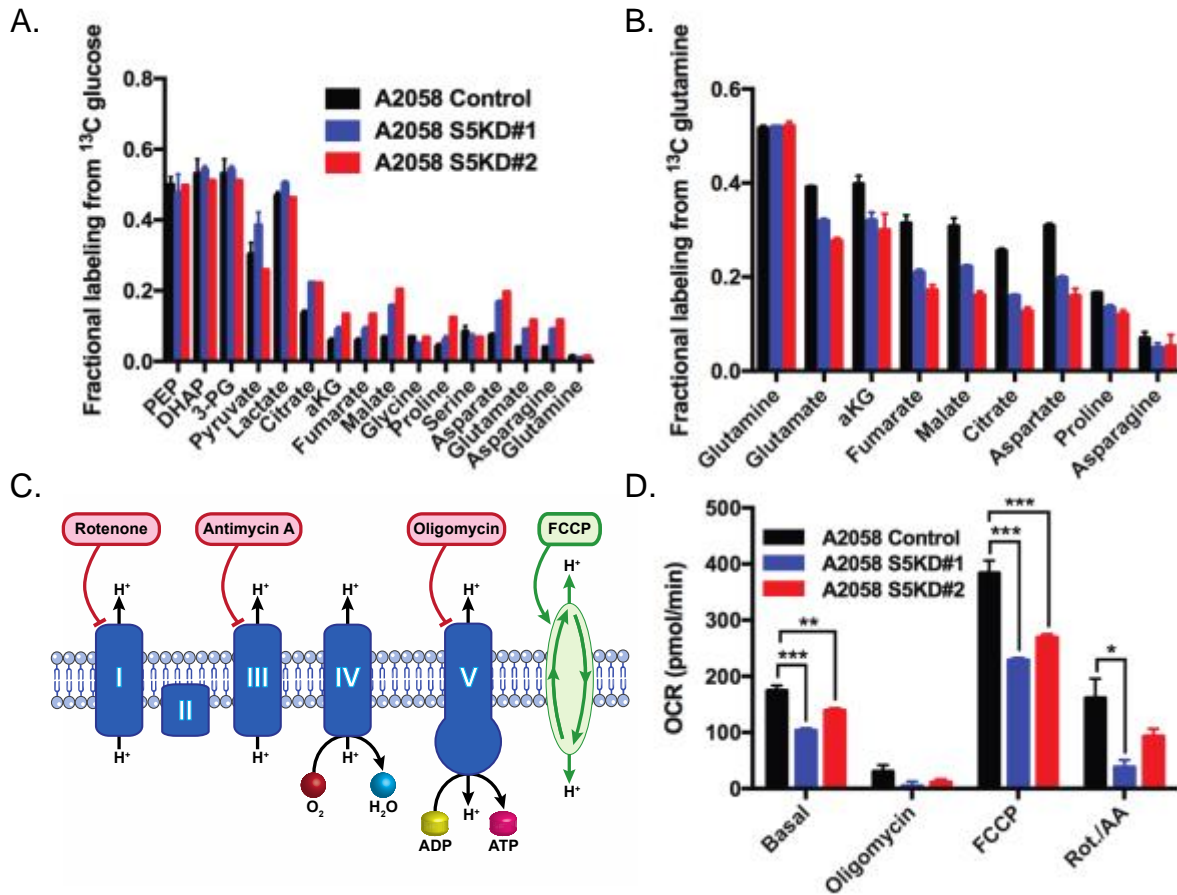 A.
Fractional labeling from ¹³C glucose
0.8
0.6
0.4
0.2
0.0
A2058 Control
A2058 S5KD#1
A2058 S5KD#2
PEP
DHAP
3-PG
Pyruvate
Lactate
Citrate
aKG
Fumarate
Malate
Glycine
Proline
Serine
Asparate
Glutamate
Asparagine
Glutamine
B.
Fractional labeling from ¹³C glutamine
0.6
0.4
0.2
0.0
Glutamine
Glutamate
aKG
Fumarate
Malate
Citrate
Aspartate
Proline
Asparagine
C.
Rotenone
Antimycin A
Oligomycin
FCCP
H⁺
H⁺
H⁺
H⁺
H⁺
I
II
III
IV
V
H⁺
H⁺
H⁺
H⁺
H⁺
O₂
H₂O
ADP
ATP
D.
OCR (pmol/min)
500
400
300
200
100
0
A2058 Control
A2058 S5KD#1
A2058 S5KD#2
***
**
***
***
*
Basal
Oligomycin
FCCP
Rot./AA